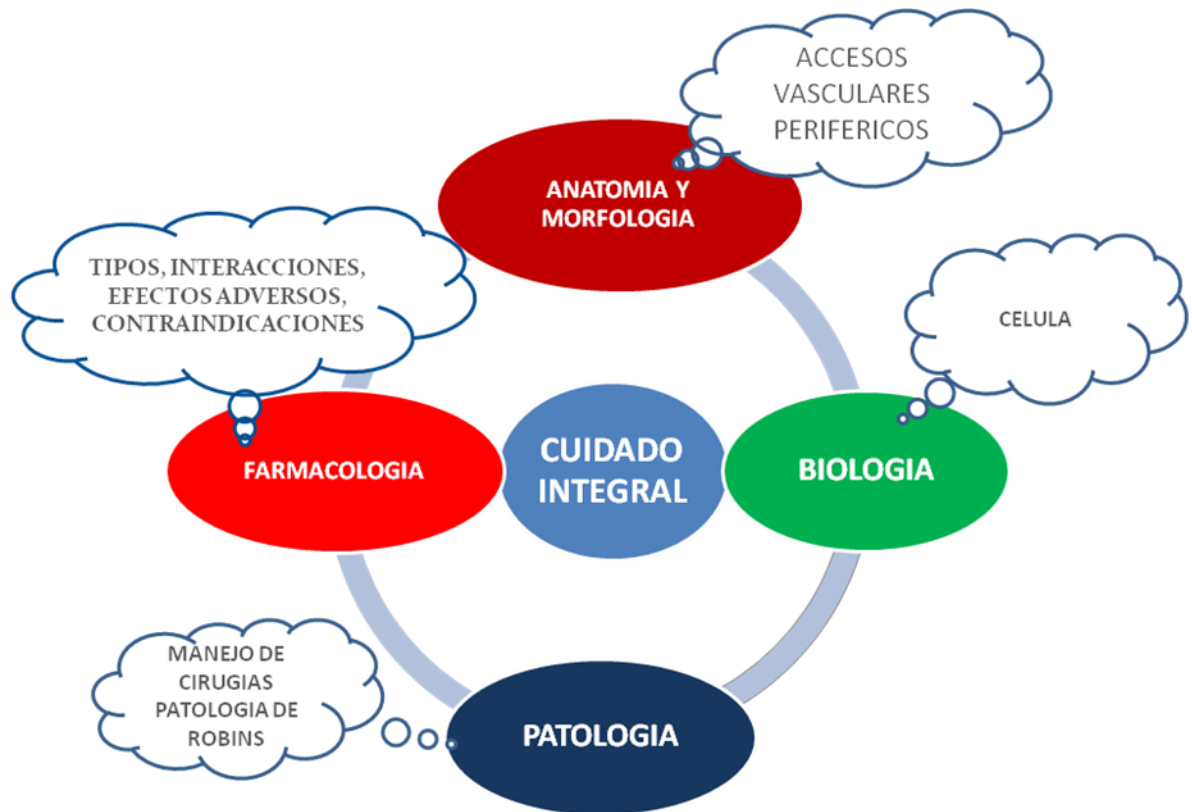 ACCESOS
VASCULARES
PERIFERICOS
ANATOMIA Y
MORFOLOGIA
TIPOS, INTERACCIONES,
EFECTOS ADVERSOS,
CONTRAINDICACIONES
CELULA
FARMACOLOGIA
CUIDADO
INTEGRAL
BIOLOGIA
MANEJO DE
CIRUGIAS
PATOLOGIA DE
ROBINS
PATOLOGIA